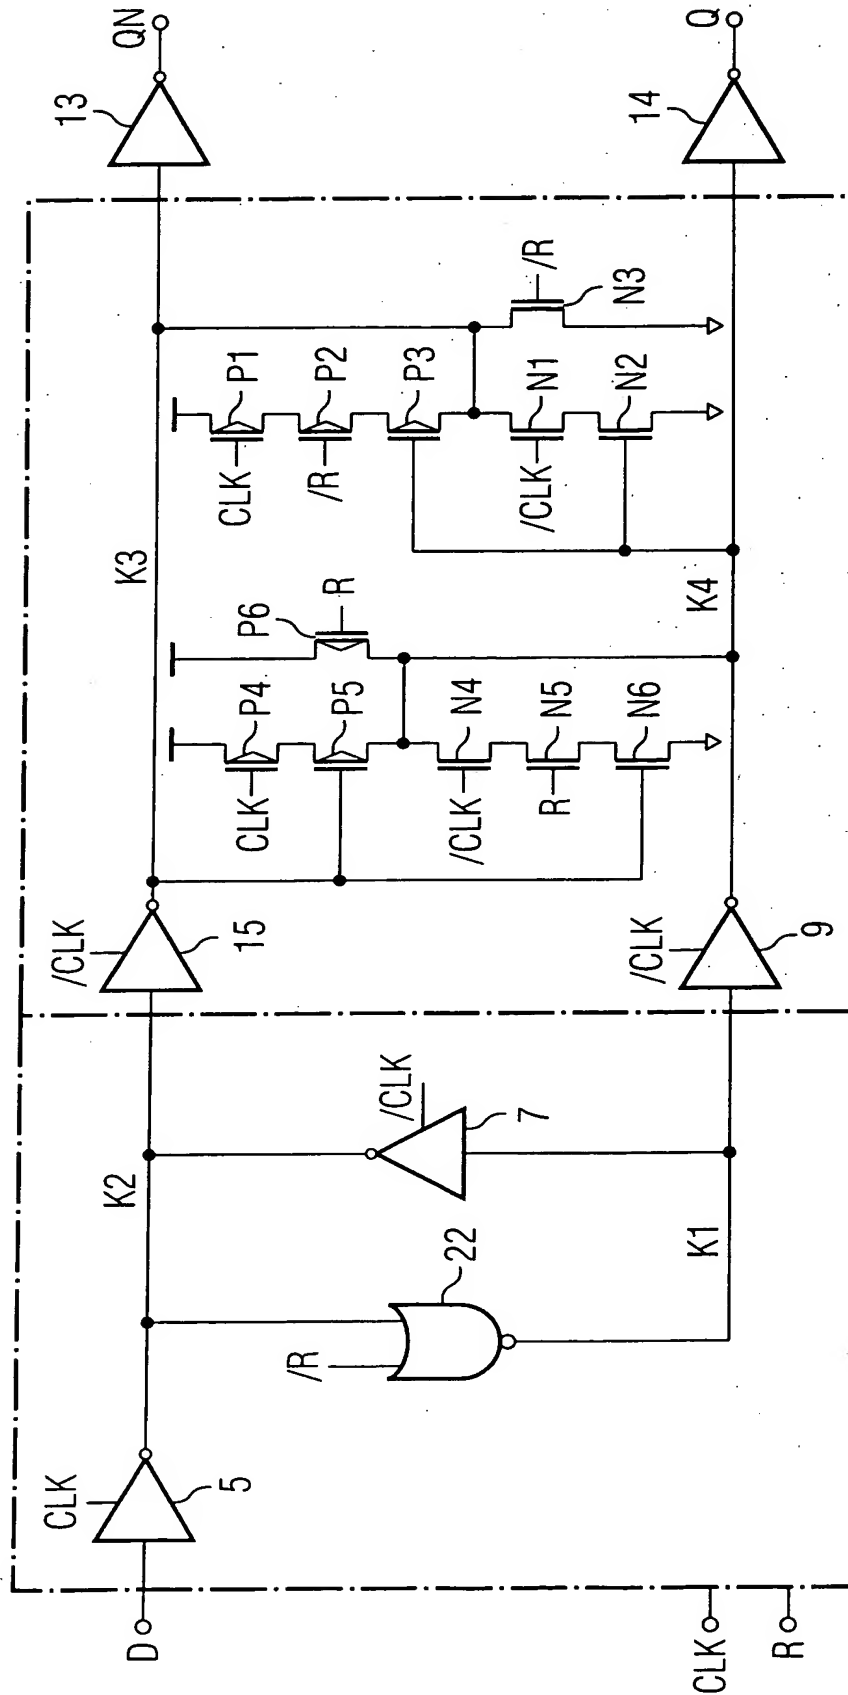 QN
Q
13
14
/R
N3
P1
P2
P3
N1
N2
CLK
/R
/CLK
K3
K4
P6
R
P4
P5
N4
N5
N6
CLK
/CLK
R
/CLK
15
/CLK
9
/CLK
7
K2
K1
22
/R
CLK
5
D
CLK
R